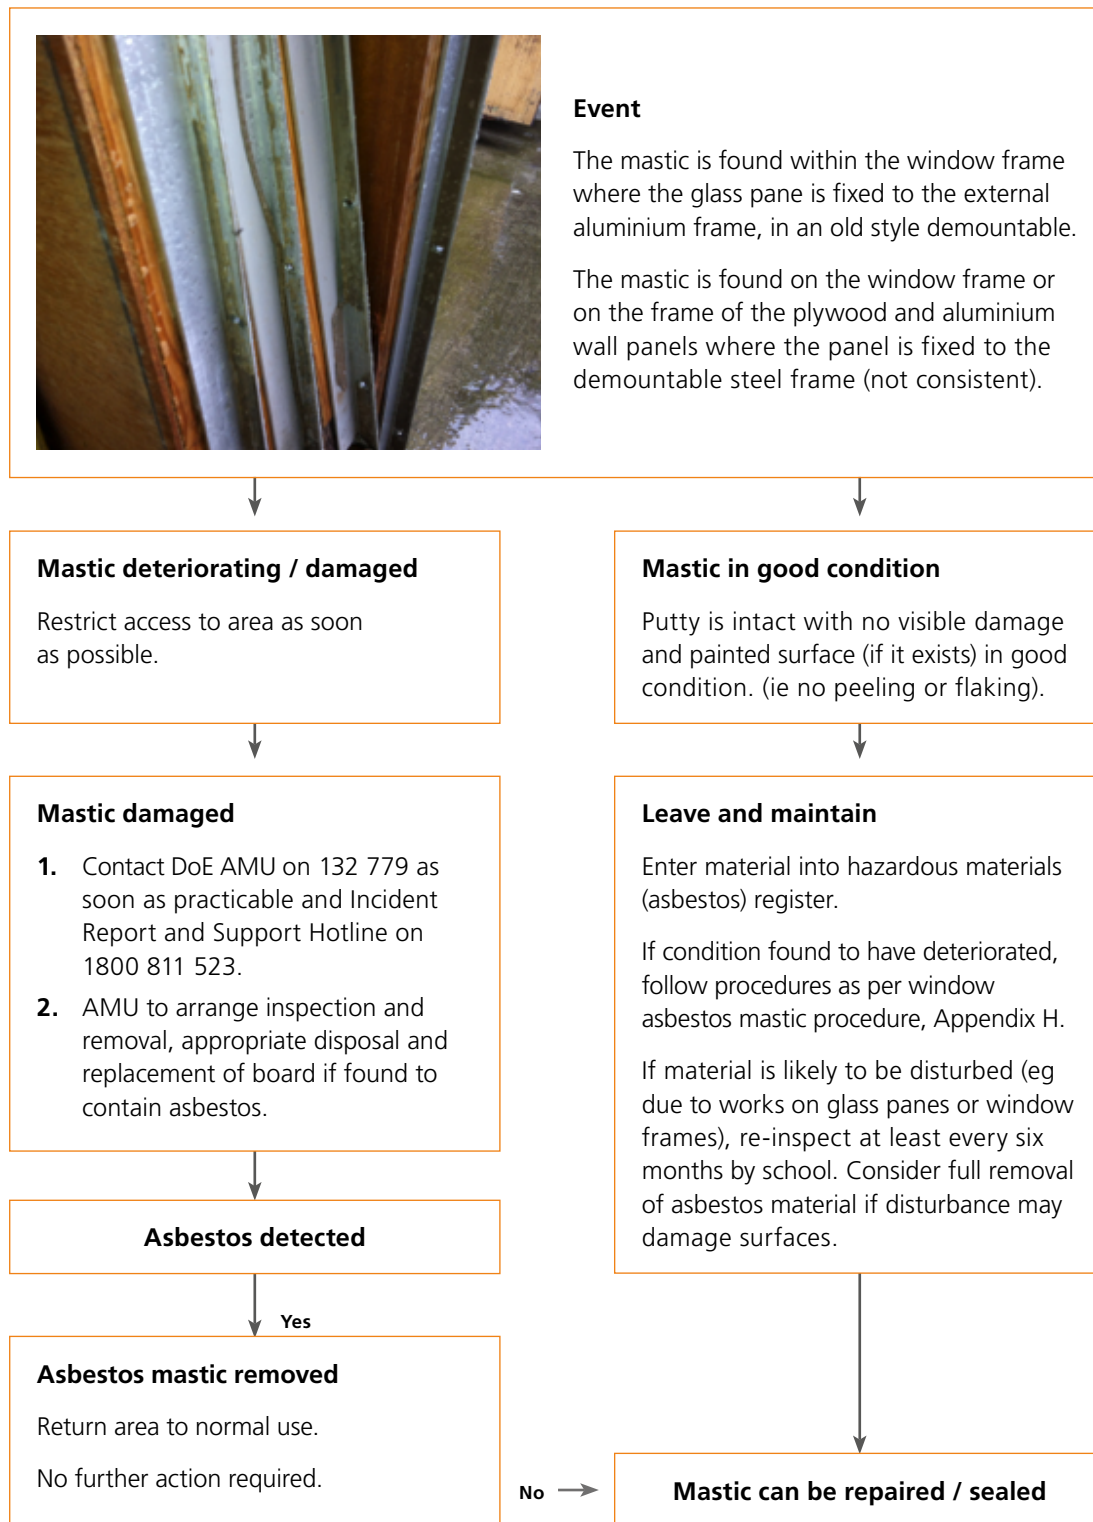 Event
The mastic is found within the window frame
where the glass pane is fixed to the external
aluminium frame, in an old style demountable.
The mastic is found on the window frame or
on the frame of the plywood and aluminium
wall panels where the panel is fixed to the
demountable steel frame (not consistent).
Mastic deteriorating / damaged
Restrict access to area as soon
as possible.
Mastic in good condition
Putty is intact with no visible damage
and painted surface (if it exists) in good
condition. (ie no peeling or flaking).
Mastic damaged
1. Contact DoE AMU on 132 779 as
soon as practicable and Incident
Report and Support Hotline on
1800 811 523.
2. AMU to arrange inspection and
removal, appropriate disposal and
replacement of board if found to
contain asbestos.
Leave and maintain
Enter material into hazardous materials
(asbestos) register.
If condition found to have deteriorated,
follow procedures as per window
asbestos mastic procedure, Appendix H.
If material is likely to be disturbed (eg
due to works on glass panes or window
frames), re-inspect at least every six
months by school. Consider full removal
of asbestos material if disturbance may
damage surfaces.
Asbestos detected
Yes
Asbestos mastic removed
Return area to normal use.
No further action required.
No
Mastic can be repaired / sealed